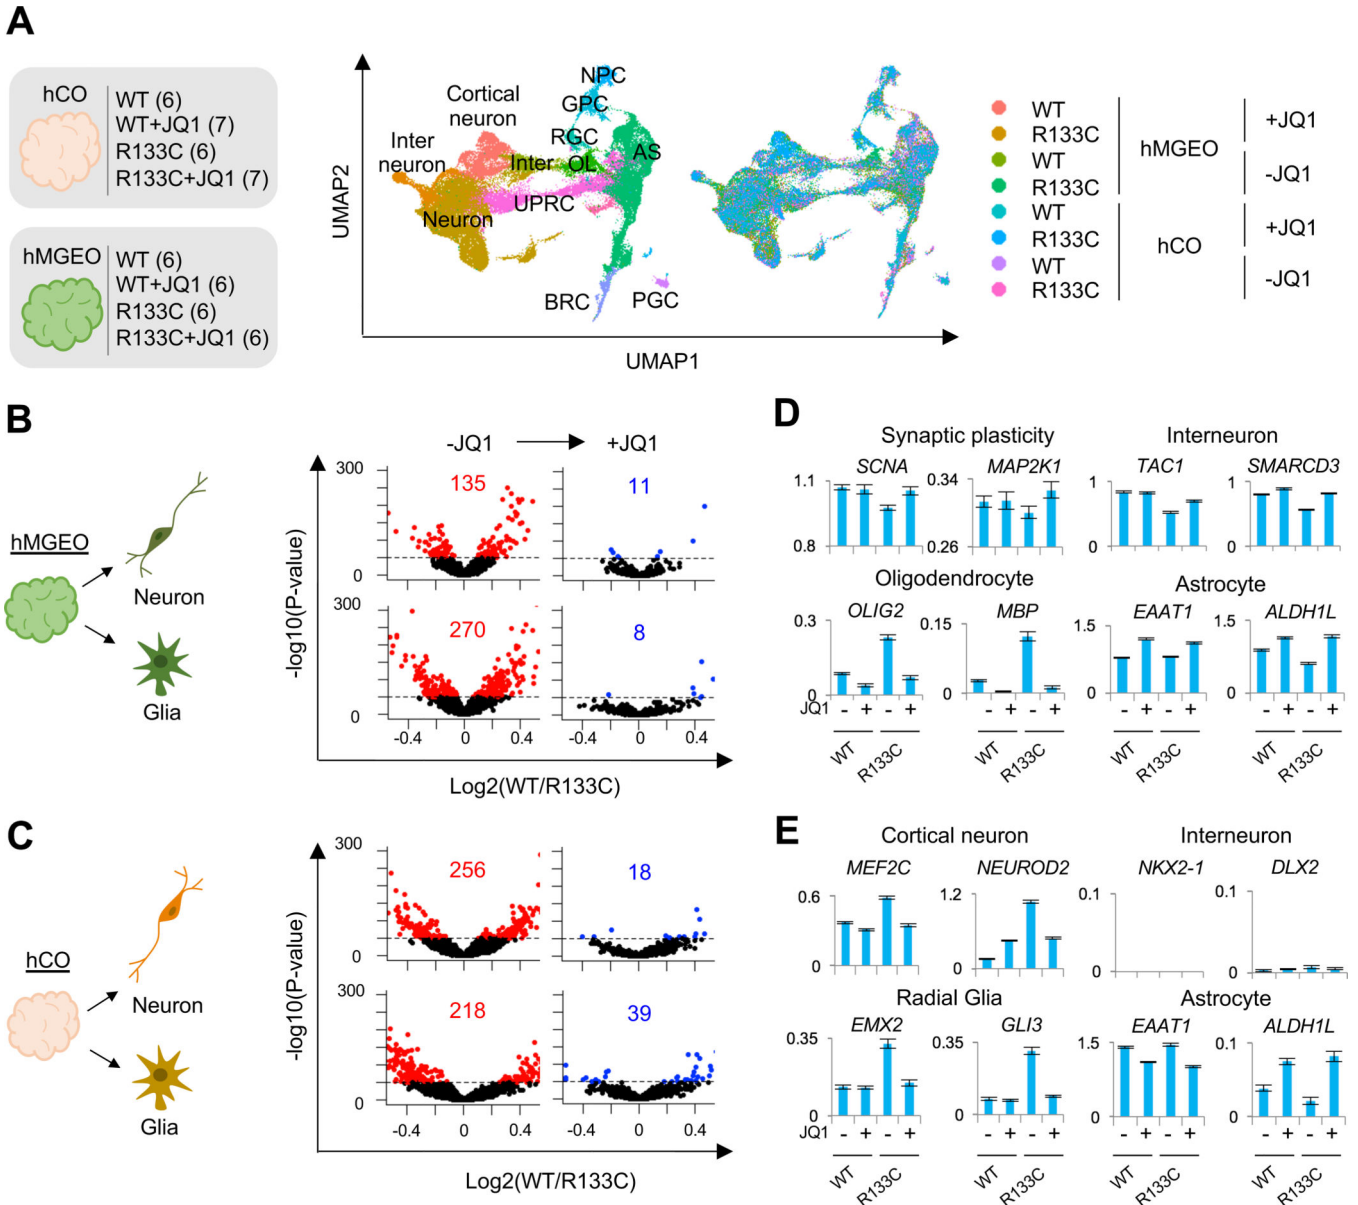 A
hCO
WT (6)
WT+JQ1 (7)
R133C (6)
R133C+JQ1 (7)
hMGEO
WT (6)
WT+JQ1 (6)
R133C (6)
R133C+JQ1 (6)
UMAP2
UMAP1
NPC
GPC
Cortical
neuron
RGC
Inter
neuron
Inter
OL
AS
UPRC
Neuron
BRC
PGC
WT
R133C
WT
R133C
WT
R133C
WT
R133C
hMGEO
hCO
+JQ1
-JQ1
+JQ1
-JQ1
B
hMGEO
Neuron
Glia
-JQ1
+JQ1
-log10(P-value)
300
0
135
11
300
0
270
8
-0.4 0 0.4
-0.4 0 0.4
Log2(WT/R133C)
C
hCO
Neuron
Glia
-log10(P-value)
300
0
256
18
300
0
218
39
-0.4 0 0.4
-0.4 0 0.4
Log2(WT/R133C)
D
Synaptic plasticity
Interneuron
SCNA
MAP2K1
TAC1
SMARCD3
1.1
0.8
0.34
0.26
1
0
1
0
Oligodendrocyte
Astrocyte
OLIG2
MBP
EAAT1
ALDH1L
0.3
0
0.15
0
1.5
0
1.5
0
JQ1 - + - +
- + - +
- + - +
- + - +
WT R133C
WT R133C
WT R133C
WT R133C
E
Cortical neuron
Interneuron
MEF2C
NEUROD2
NKX2-1
DLX2
0.6
0
1.2
0
0.1
0
0.1
0
Radial Glia
Astrocyte
EMX2
GLI3
EAAT1
ALDH1L
0.35
0
0.35
0
1.5
0
0.1
0
JQ1 - + - +
- + - +
- + - +
- + - +
WT R133C
WT R133C
WT R133C
WT R133C